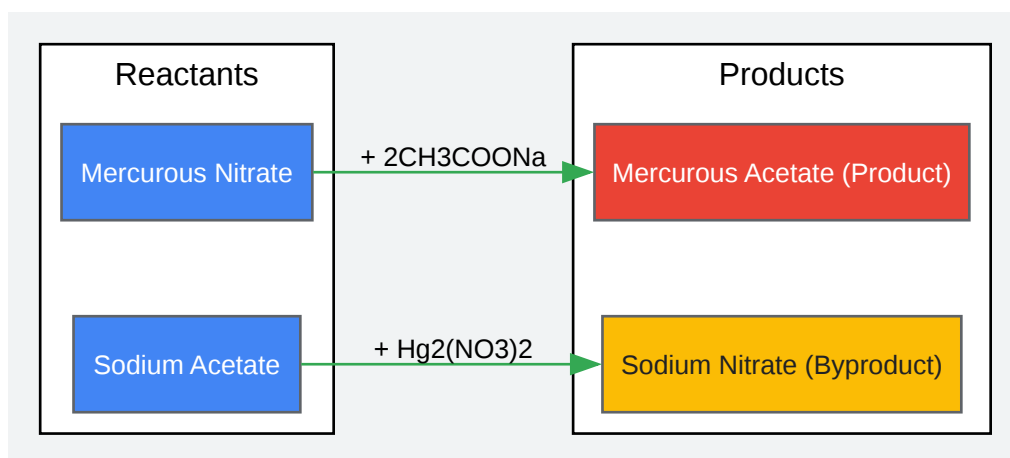 Reactants
Products
Mercurous Nitrate
+ 2CH3COONa
Mercurous Acetate (Product)
Sodium Acetate
+ Hg2(NO3)2
Sodium Nitrate (Byproduct)